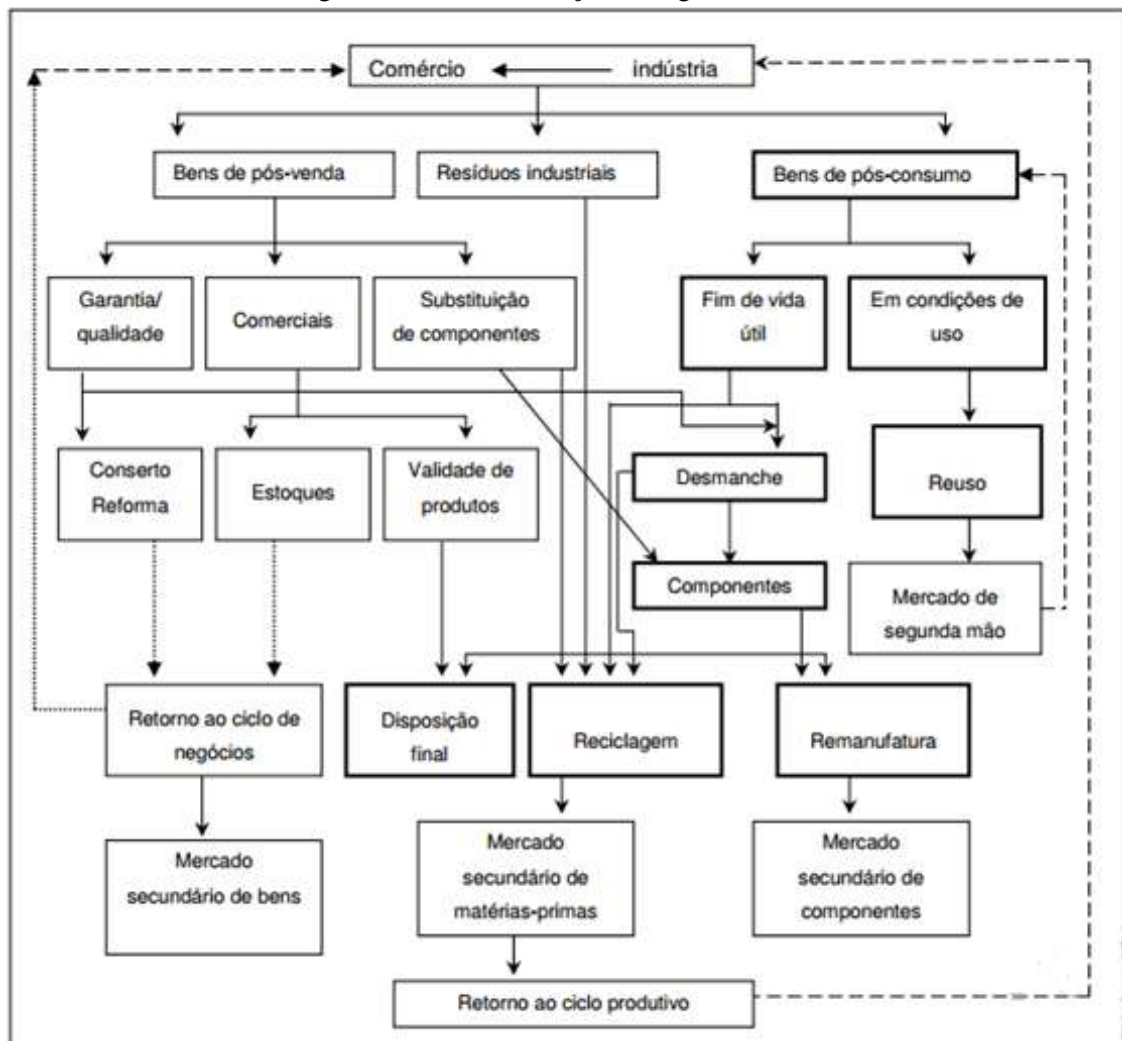 Comércio indústria
Bens de pós-venda
Resíduos industriais
Bens de pós-consumo
Garantia/
qualidade
Comerciais
Substituição
de componentes
Fim de vida
útil
Em condições de
uso
Conserto
Reforma
Estoques
Validade de
produtos
Desmanche
Reuso
Componentes
Mercado de
segunda mão
Retorno ao ciclo de
negócios
Disposição
final
Reciclagem
Remanufatura
Mercado
secundário de bens
Mercado
secundário de
matérias-primas
Mercado
secundário de
componentes
Retorno ao ciclo produtivo